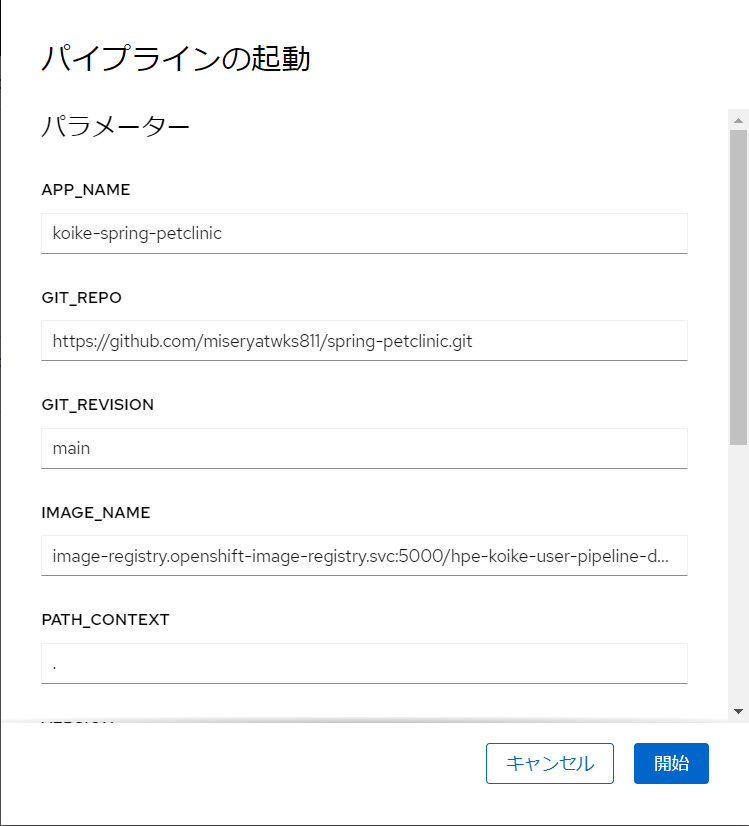 パイプラインの起動
パラメーター
APP_NAME
koike-spring-petclinic
GIT_REPO
https://github.com/miseryatwks811/spring-petclinic.git
GIT_REVISION
main
IMAGE_NAME
image-registry.openshift-image-registry.svc:5000/hpe-koike-user-pipeline-d...
PATH_CONTEXT
.
キャンセル
開始